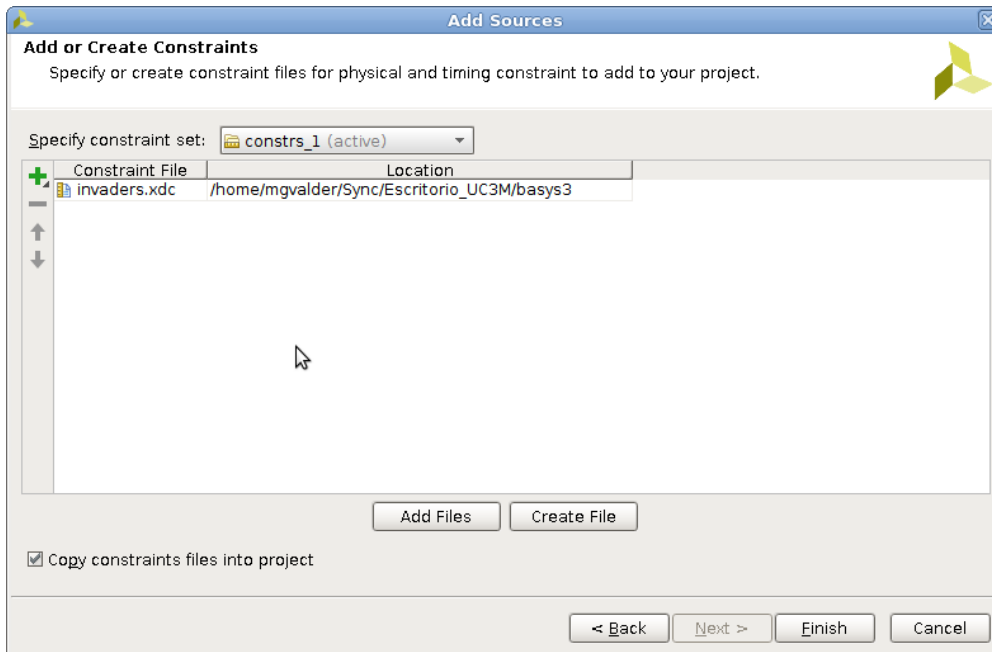 Add Sources
Add or Create Constraints
Specify or create constraint files for physical and timing constraint to add to your project.
Specify constraint set: constrs_1 (active)
Constraint File Location
invaders.xdc /home/mgvalder/Sync/Escritorio_UC3M/basys3
Add Files Create File
Copy constraints files into project
< Back Next > Finish Cancel